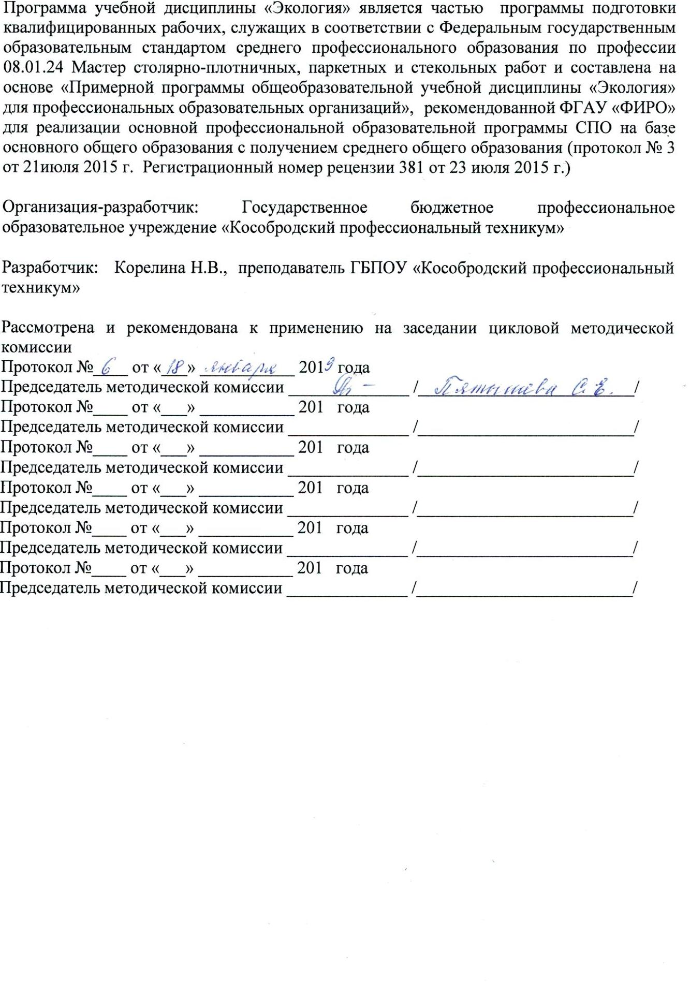 Программа учебной дисциплины «Экология» является частью программы подготовки
квалифицированных рабочих, служащих в соответствии с Федеральным государственным
образовательным стандартом среднего профессионального образования по профессии
08.01.24 Мастер столярно-плотничных, паркетных и стекольных работ и составлена на
основе «Примерной программы общеобразовательной учебной дисциплины «Экология»
для профессиональных образовательных организаций», рекомендованной ФГАУ «ФИРО»
для реализации основной профессиональной образовательной программы СПО на базе
основного общего образования с получением среднего общего образования (протокол № 3
от 21июля 2015 г. Регистрационный номер рецензии 381 от 23 июля 2015 г.)
Организация-разработчик: Государственное бюджетное профессиональное
образовательное учреждение «Кособродский профессиональный техникум»
Разработчик: Корелина Н.В., преподаватель ГБПОУ «Кособродский профессиональный
техникум»
Рассмотрена и рекомендована к применению на заседании цикловой методической
комиссии
Протокол № 6 от «18» января 2019 года
Председатель методической комиссии ______________ / Пятышева С.Е. /
Протокол №____ от «___» ___________ 201 года
Председатель методической комиссии ______________ /_________________________/
Протокол №____ от «___» ___________ 201 года
Председатель методической комиссии ______________ /_________________________/
Протокол №____ от «___» ___________ 201 года
Председатель методической комиссии ______________ /_________________________/
Протокол №____ от «___» ___________ 201 года
Председатель методической комиссии ______________ /_________________________/
Протокол №____ от «___» ___________ 201 года
Председатель методической комиссии ______________ /_________________________/